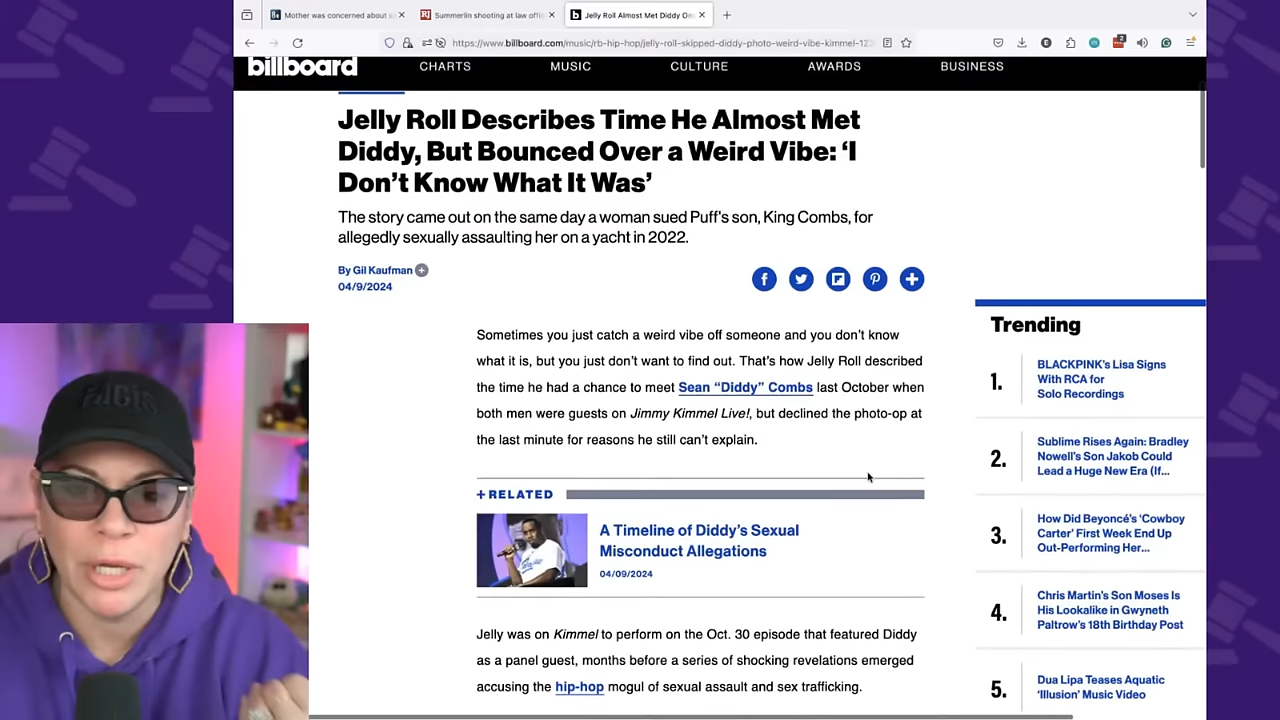 Mother was concerned about
Summerlin shooting at law offi
Jelly Roll Almost Met Diddy On
https://www.billboard.com/music/rb-hip-hop/jelly-roll-skipped-diddy-photo-weird-vibe-kimmel-123
billboard
CHARTS
MUSIC
CULTURE
AWARDS
BUSINESS
Jelly Roll Describes Time He Almost Met
Diddy, But Bounced Over a Weird Vibe: ‘I
Don’t Know What It Was’
The story came out on the same day a woman sued Puff's son, King Combs, for
allegedly sexually assaulting her on a yacht in 2022.
By Gil Kaufman
04/9/2024
Sometimes you just catch a weird vibe off someone and you don’t know
what it is, but you just don’t want to find out. That’s how Jelly Roll described
the time he had a chance to meet Sean “Diddy” Combs last October when
both men were guests on Jimmy Kimmel Live!, but declined the photo-op at
the last minute for reasons he still can’t explain.
+ RELATED
A Timeline of Diddy’s Sexual
Misconduct Allegations
04/09/2024
Jelly was on Kimmel to perform on the Oct. 30 episode that featured Diddy
as a panel guest, months before a series of shocking revelations emerged
accusing the hip-hop mogul of sexual assault and sex trafficking.
Trending
1.
BLACKPINK’s Lisa Signs
With RCA for
Solo Recordings
2.
Sublime Rises Again: Bradley
Nowell’s Son Jakob Could
Lead a Huge New Era (If...
3.
How Did Beyoncé’s ‘Cowboy
Carter’ First Week End Up
Out-Performing Her...
4.
Chris Martin’s Son Moses Is
His Lookalike in Gwyneth
Paltrow’s 18th Birthday Post
5.
Dua Lipa Teases Aquatic
‘Illusion’ Music Video